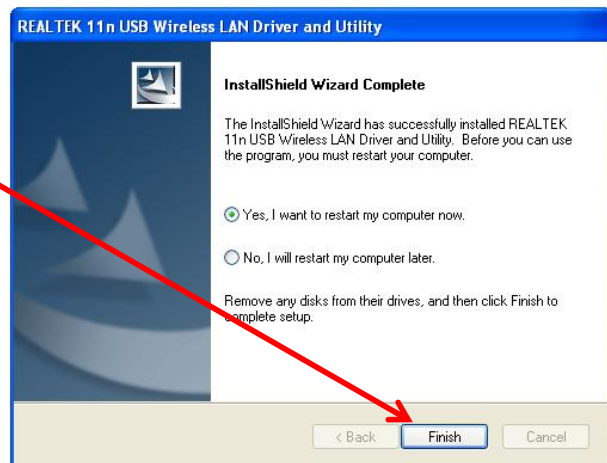 REALTEK 11n USB Wireless LAN Driver and Utility
InstallShield Wizard Complete
The InstallShield Wizard has successfully installed REALTEK
11n USB Wireless LAN Driver and Utility. Before you can use
the program, you must restart your computer.
Yes, I want to restart my computer now.
No, I will restart my computer later.
Remove any disks from their drives, and then click Finish to
complete setup.
< Back
Finish
Cancel